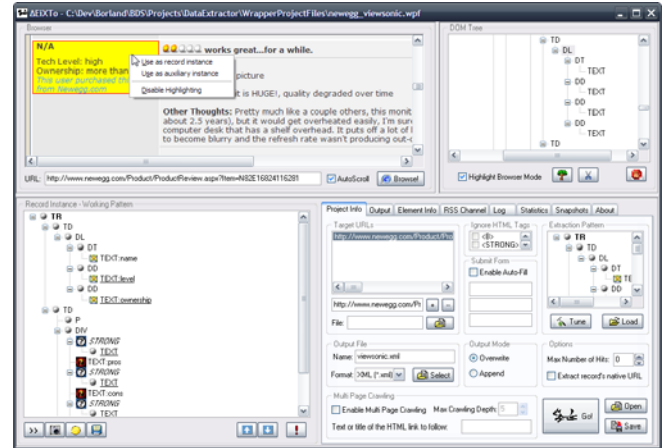 ΔEiXTo - C:\Dev\Borland\BDS\Projects\DataExtractor\WrapperProjectFiles\newegg_viewsonic.wpf
Browser
N/A
works great...for a while.
Tech Level: high
Ownership: more than
This user purchased this
from Newegg.com
Use as record instance
Use as auxiliary instance
Disable Highlighting
picture
it is HUGE!, quality degraded over time
Other Thoughts: Pretty much like a couple others, this monit
about 2.5 years), but it would get overheated easily, I'm sure
computer desk that has a shelf overhead. It puts off a lot of
to become blurry and the refresh rate wasn't producing out-
URL: http://www.newegg.com/Product/ProductReview.aspx?Item=N82E16824116281
AutoScroll
Browse!
DOM Tree
TD
DL
DT
TEXT
DD
TEXT
DD
TEXT
TD
Highlight Browser Mode
Record Instance - Working Pattern
TR
TD
DL
DT
TEXT:name
DD
TEXT:level
DD
TEXT:ownership
TD
P
DIV
STRONG
TEXT
TEXT:pros
STRONG
TEXT
TEXT:cons
STRONG
TEXT
>>
Project Info
Output
Element Info
RSS Channel
Log
Statistics
Snapshots
About
Target URLs
http://www.newegg.com/Product/Pro
http://www.newegg.com/Pr
+
-
File:
Ignore HTML Tags
<B>
<STRONG>
Submit Form
Enable Auto-Fill
Extraction Pattern
TR
TD
DL
DT
TE
DD
Tune
Load
Output File
Name: viewsonic.xml
Format: XML (*.xml)
Select
Output Mode
Overwrite
Append
Options
Max Number of Hits: 0
Extract record's native URL
Multi Page Crawling
Enable Multi Page Crawling
Max Crawling Depth: 5
Text or title of the HTML link to follow:
Go!
Open
Save